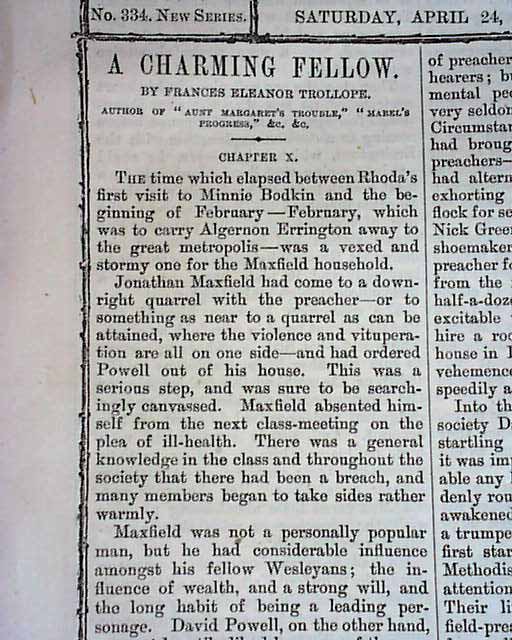 No. 334. New Series.
SATURDAY, APRIL 24,
A CHARMING FELLOW.
BY FRANCES ELEANOR TROLLOPE.
AUTHOR OF "AUNT MARGARET'S TROUBLE," "MABEL'S
PROGRESS," &c. &c.
CHAPTER X.
THE time which elapsed between Rhoda's
first visit to Minnie Bodkin and the be-
ginning of February—February, which
was to carry Algernon Errington away to
the great metropolis—was a vexed and
stormy one for the Maxfield household.
Jonathan Maxfield had come to a down-
right quarrel with the preacher—or to
something as near to a quarrel as can be
attained, where the violence and vitupera-
tion are all on one side—and had ordered
Powell out of his house. This was a
serious step, and was sure to be search-
ingly canvassed. Maxfield absented him-
self from the next class-meeting on the
plea of ill-health. There was a general
knowledge in the class and throughout the
society that there had been a breach, and
many members began to take sides rather
warmly.
Maxfield was not a personally popular
man, but he had considerable influence
amongst his fellow Wesleyans; the in-
fluence of wealth, and a strong will, and
the long habit of being a leading per-
sonage. David Powell, on the other hand,
of preacher
hearers; b
mental pe
very seldo
Circumstan
had broug
preachers—
had altern
exhorting
flock for se
Nick Green
shoemaker
preacher fo
from the
half-a-doze
excitable
hire a roo
house in
vehemence
speedily a
Into th
society D
startling
it was im
able any
denly rou
awakened
a trumpe
first star
Methodis
attention
Their li
field-pre